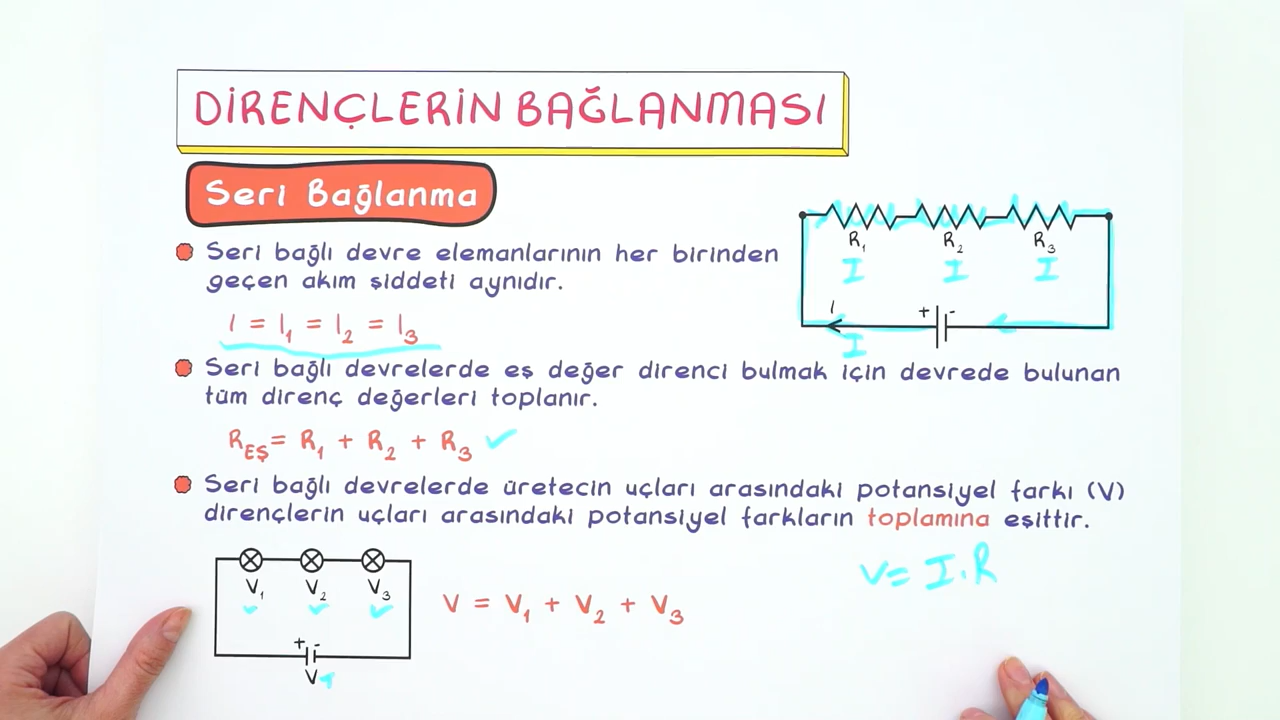 DİRENÇLERİN BAĞLANMASI
Seri Bağlanma
Seri bağlı devre elemanlarının her birinden
geçen akım şiddeti aynıdır.
I = I₁ = I₂ = I₃
R₁ R₂ R₃
I I I
I + -
I
Seri bağlı devrelerde eş değer direnci bulmak için devrede bulunan
tüm direnç değerleri toplanır.
R_EŞ = R₁ + R₂ + R₃
Seri bağlı devrelerde üretecin uçları arasındaki potansiyel farkı (V)
dirençlerin uçları arasındaki potansiyel farkların toplamına eşittir.
V = I.R
V₁ V₂ V₃
V = V₁ + V₂ + V₃
+ -
V